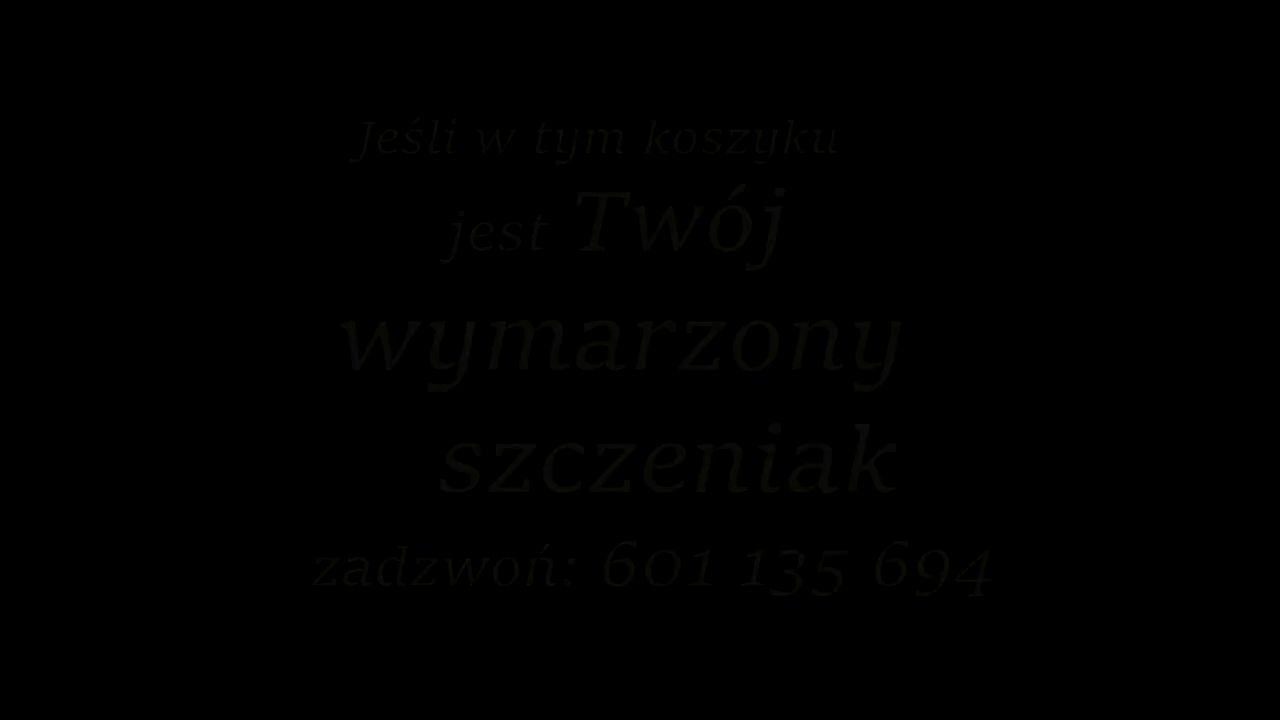 Jeśli w tym koszyku
jest Twój
wymarzony
szczeniak
zadzwoń: 601 135 694